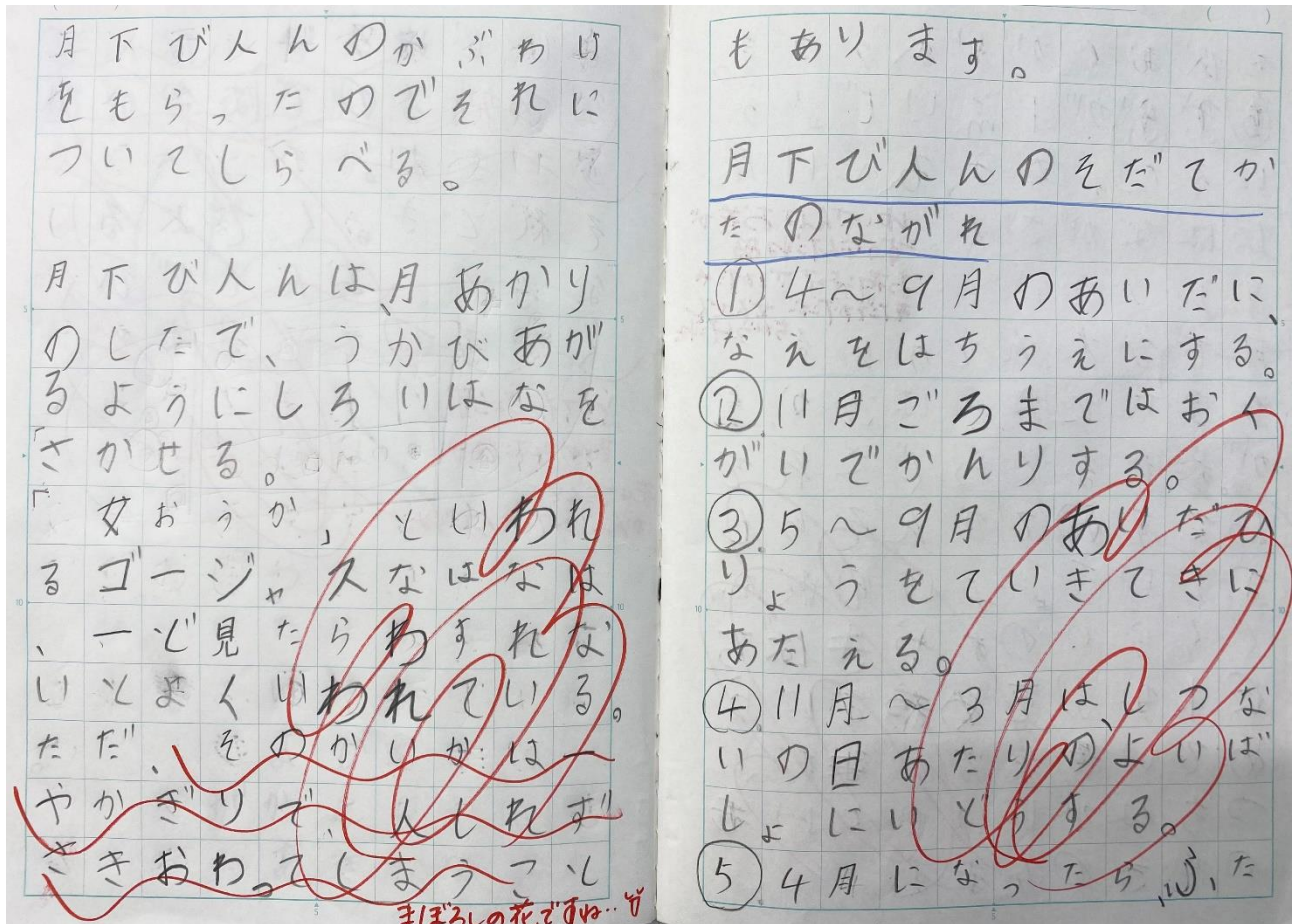 月下び人んのかぶわけ
をもらったのでそれに
ついてしらべる。
月下び人んは、月あかり
のしたで、うかびあが
るようにしろいはなを
さかせる。
「女おうか」といわれ
るゴージャスなはなは
、一ど見たらわすれな
いとよくいわれている。
ただ、そのかいかは一
やかぎりで、人しれず
さきおわってしまうこと
まぼろしの花ですね…
もあります。
月下び人んのそだてか
たのながれ
① 4〜9月のあいだに、
なえをはちうえにする。
② 11月ごろまではおく
がいでかんりする。
③ 5〜9月のあいだひ
りょうをていきてきに
あたえる。
④ 11月〜3月は、しつな
いの日あたりのよいば
しょにいどうする。
⑤ 4月になったら、ふた